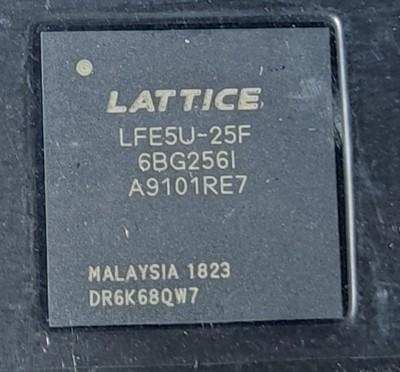 LATTICE
LFE5U-25F
6BG256I
A9101RE7
MALAYSIA 1823
DR6K68QW7